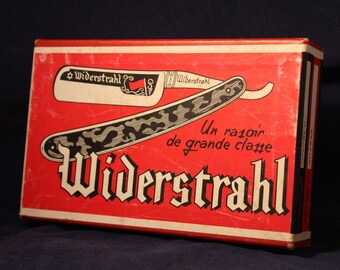 Widerstrahl
Widerstrahl
Un rasoir
de grande classe
Widerstrahl